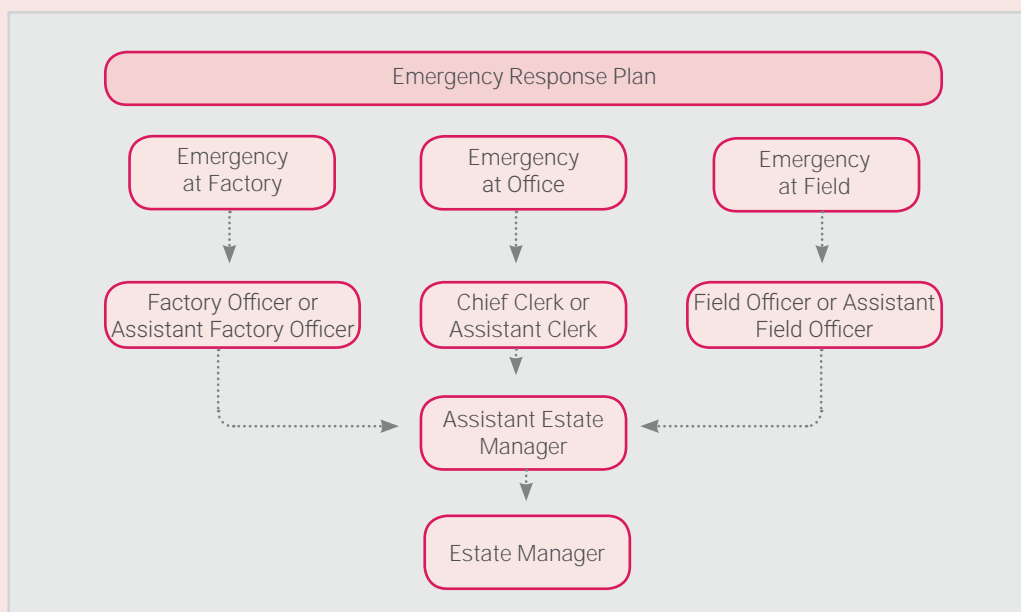 Emergency Response Plan
Emergency
at Factory
Emergency
at Office
Emergency
at Field
Factory Officer or
Assistant Factory Officer
Chief Clerk or
Assistant Clerk
Field Officer or Assistant
Field Officer
Assistant Estate
Manager
Estate Manager